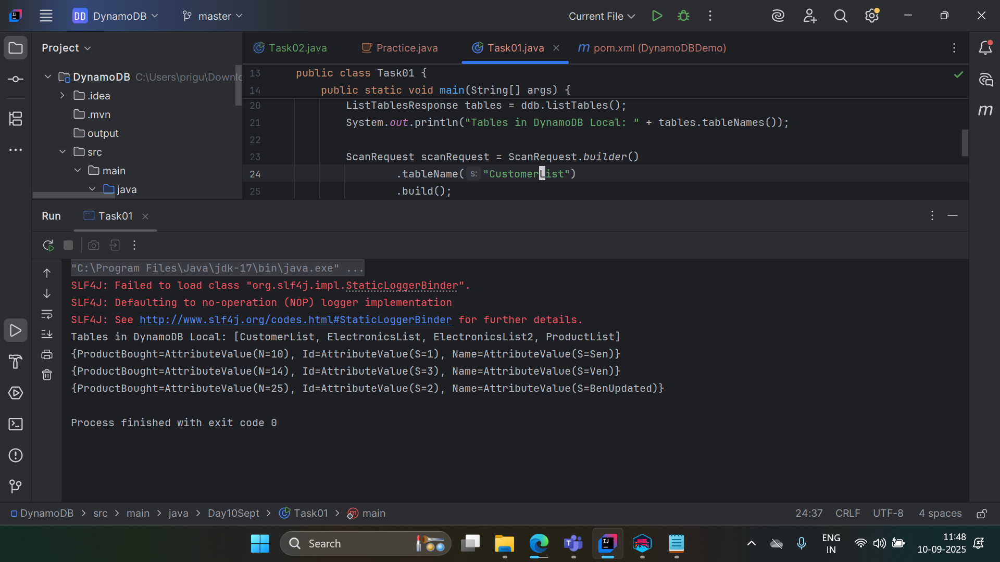 DD DynamoDB master Current File
Project Task02.java Practice.java Task01.java m pom.xml (DynamoDBDemo)
DynamoDB C:\Users\prigu\Downlo
.idea
.mvn
output
src
main
java
13 public class Task01 {
14 public static void main(String[] args) {
20 ListTablesResponse tables = ddb.listTables();
21 System.out.println("Tables in DynamoDB Local: " + tables.tableNames());
22
23 ScanRequest scanRequest = ScanRequest.builder()
24 .tableName( s: "CustomerList")
25 .build();
Run Task01
"C:\Program Files\Java\jdk-17\bin\java.exe" ...
SLF4J: Failed to load class "org.slf4j.impl.StaticLoggerBinder".
SLF4J: Defaulting to no-operation (NOP) logger implementation
SLF4J: See http://www.slf4j.org/codes.html#StaticLoggerBinder for further details.
Tables in DynamoDB Local: [CustomerList, ElectronicsList, ElectronicsList2, ProductList]
{ProductBought=AttributeValue(N=10), Id=AttributeValue(S=1), Name=AttributeValue(S=Sen)}
{ProductBought=AttributeValue(N=14), Id=AttributeValue(S=3), Name=AttributeValue(S=Ven)}
{ProductBought=AttributeValue(N=25), Id=AttributeValue(S=2), Name=AttributeValue(S=BenUpdated)}
Process finished with exit code 0
DynamoDB > src > main > java > Day10Sept > Task01 > main 24:37 CRLF UTF-8 4 spaces
Search ENG IN 11:48 10-09-2025